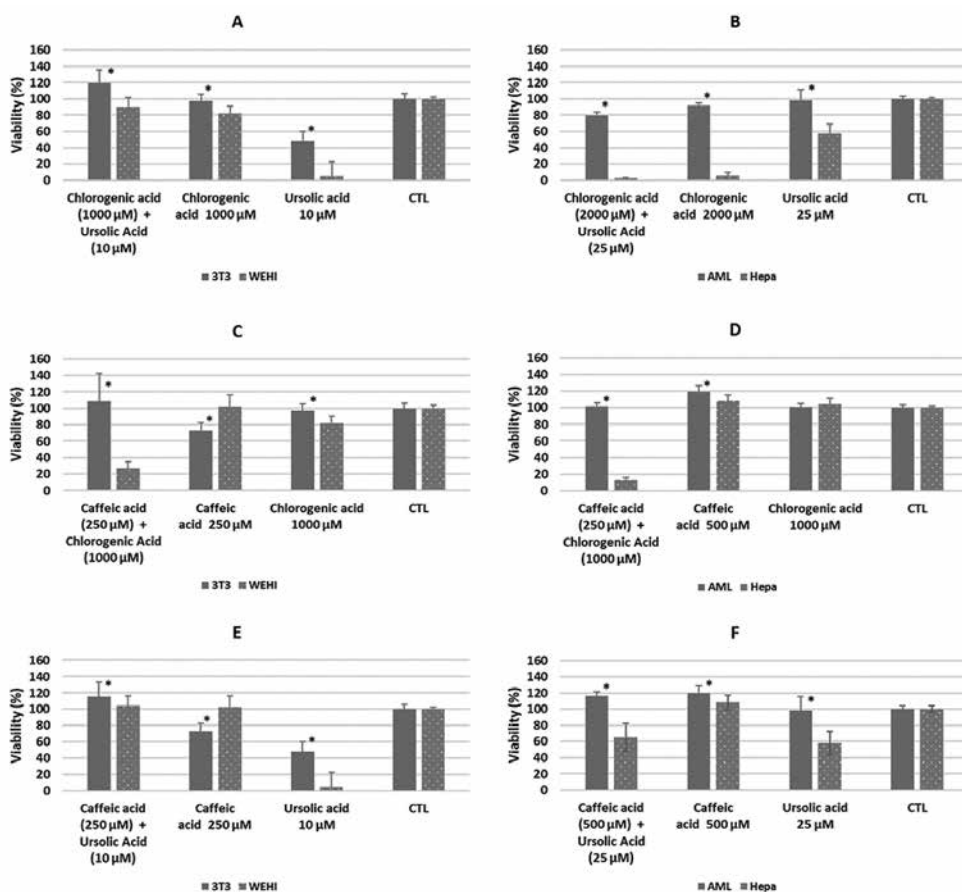 A
160
140
120
100
80
60
40
20
0
Viability (%)
* * *
Chlorogenic acid Chlorogenic Ursolic acid CTL
(1000 µM) + acid 1000 µM 10 µM
Ursolic Acid
(10 µM)
3T3 WEHI
B
160
140
120
100
80
60
40
20
0
Viability (%)
* * *
Chlorogenic acid Chlorogenic Ursolic acid CTL
(2000 µM) + acid 2000 µM 25 µM
Ursolic Acid
(25 µM)
AML Hepa
C
160
140
120
100
80
60
40
20
0
Viability (%)
* * *
Caffeic acid Caffeic Chlorogenic acid CTL
(250 µM) + acid 250 µM 1000 µM
Chlorogenic Acid
(1000 µM)
3T3 WEHI
D
160
140
120
100
80
60
40
20
0
Viability (%)
* *
Caffeic acid Caffeic Chlorogenic acid CTL
(250 µM) + acid 500 µM 1000 µM
Chlorogenic Acid
(1000 µM)
AML Hepa
E
160
140
120
100
80
60
40
20
0
Viability (%)
* * *
Caffeic acid Caffeic Ursolic acid CTL
(250 µM) + acid 250 µM 10 µM
Ursolic Acid
(10 µM)
3T3 WEHI
F
160
140
120
100
80
60
40
20
0
Viability (%)
* * *
Caffeic acid Caffeic Ursolic acid CTL
(500 µM) + acid 500 µM 25 µM
Ursolic Acid
(25 µM)
AML Hepa